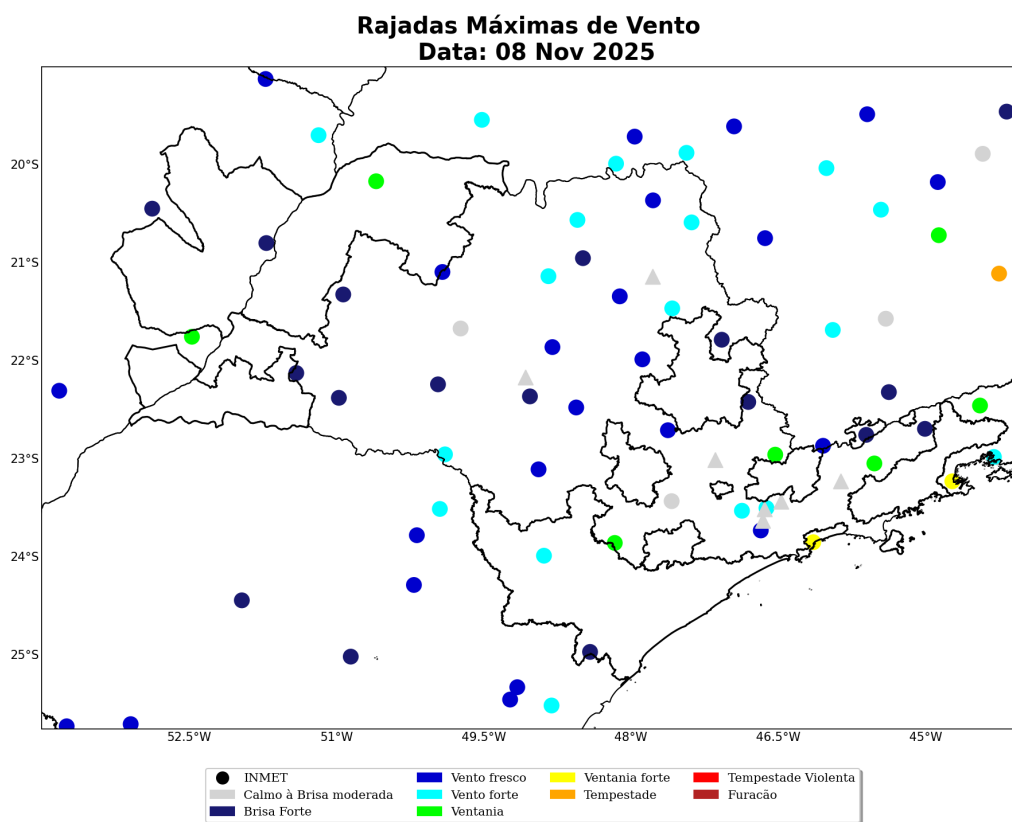 Rajadas Máximas de Vento
Data: 08 Nov 2025
20°S
21°S
22°S
23°S
24°S
25°S
52.5°W
51°W
49.5°W
48°W
46.5°W
45°W
INMET
Calmo à Brisa moderada
Brisa Forte
Vento fresco
Vento forte
Ventania
Ventania forte
Tempestade
Tempestade Violenta
Furacão